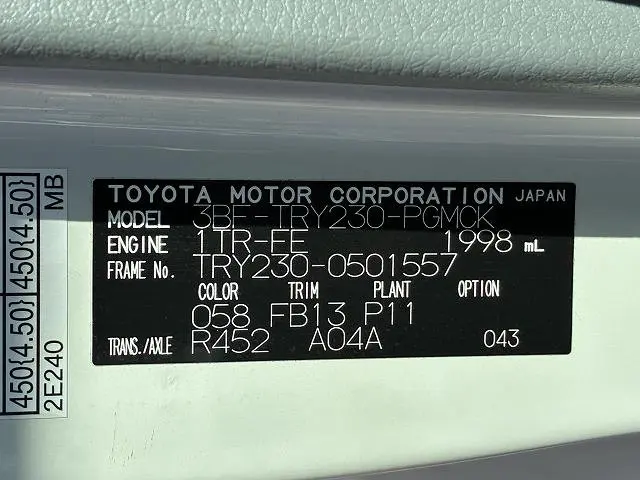 TOYOTA MOTOR CORPORATION JAPAN
MODEL 3BF-TRY230-PGMCK
ENGINE 1TR-FE 1998 mL
FRAME No. TRY230-0501557
COLOR TRIM PLANT OPTION
058 FB13 P11
TRANS./AXLE R452 A04A 043
450{4.50} 450{4.50}
2E240 MB